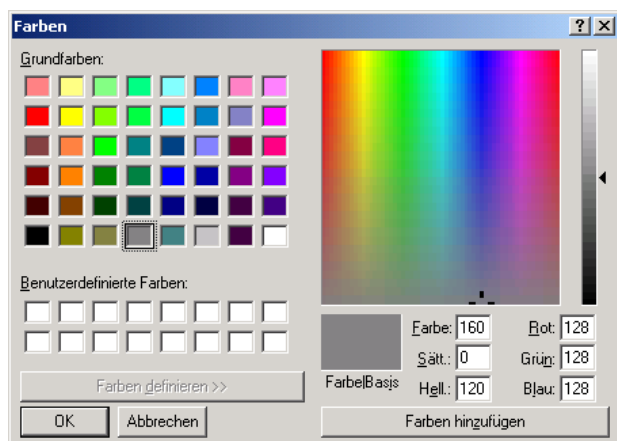 Farben
Grundfarben:
Benutzerdefinierte Farben:
Farben definieren >>
OK
Abbrechen
Farbe|Basis
Farbe: 160
Sätt.: 0
Hell.: 120
Rot: 128
Grün: 128
Blau: 128
Farben hinzufügen